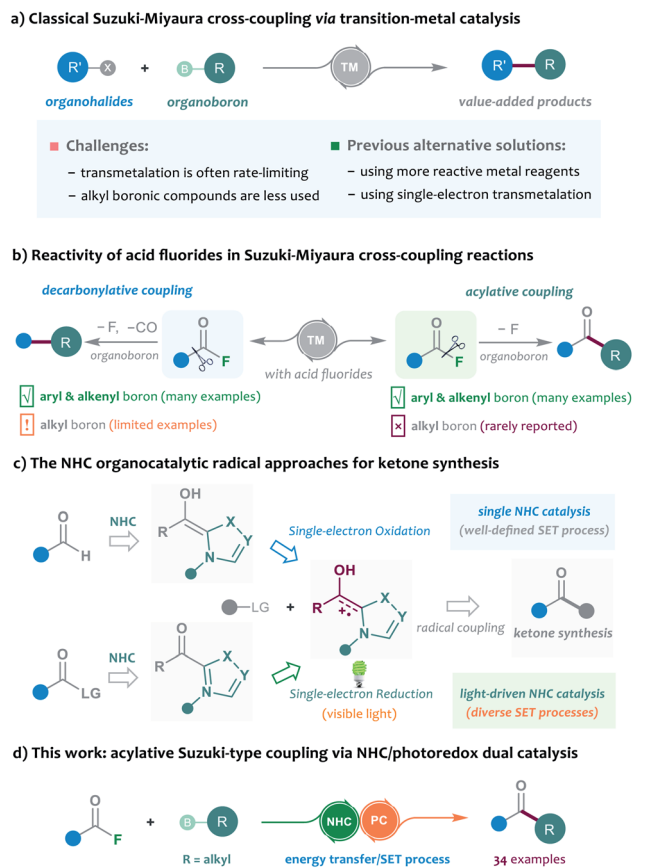 a) Classical Suzuki-Miyaura cross-coupling via transition-metal catalysis
R' X + B R TM R' R
organohalides organoboron value-added products
Challenges:
– transmetalation is often rate-limiting
– alkyl boronic compounds are less used
Previous alternative solutions:
– using more reactive metal reagents
– using single-electron transmetalation
b) Reactivity of acid fluorides in Suzuki-Miyaura cross-coupling reactions
decarbonylative coupling
acylative coupling
R
– F, –CO
organoboron
O
F
TM
with acid fluorides
O
F
– F
organoboron
O
R
√ aryl & alkenyl boron (many examples)
! alkyl boron (limited examples)
√ aryl & alkenyl boron (many examples)
× alkyl boron (rarely reported)
c) The NHC organocatalytic radical approaches for ketone synthesis
O
H
NHC
OH
R
X
Y
N
Single-electron Oxidation
single NHC catalysis
(well-defined SET process)
LG +
OH
R
+•
X
Y
N
radical coupling
O
ketone synthesis
O
LG
NHC
O
R
X
Y
N
Single-electron Reduction
(visible light)
light-driven NHC catalysis
(diverse SET processes)
d) This work: acylative Suzuki-type coupling via NHC/photoredox dual catalysis
O
F
+
B R
R = alkyl
NHC PC
energy transfer/SET process
O
R
34 examples